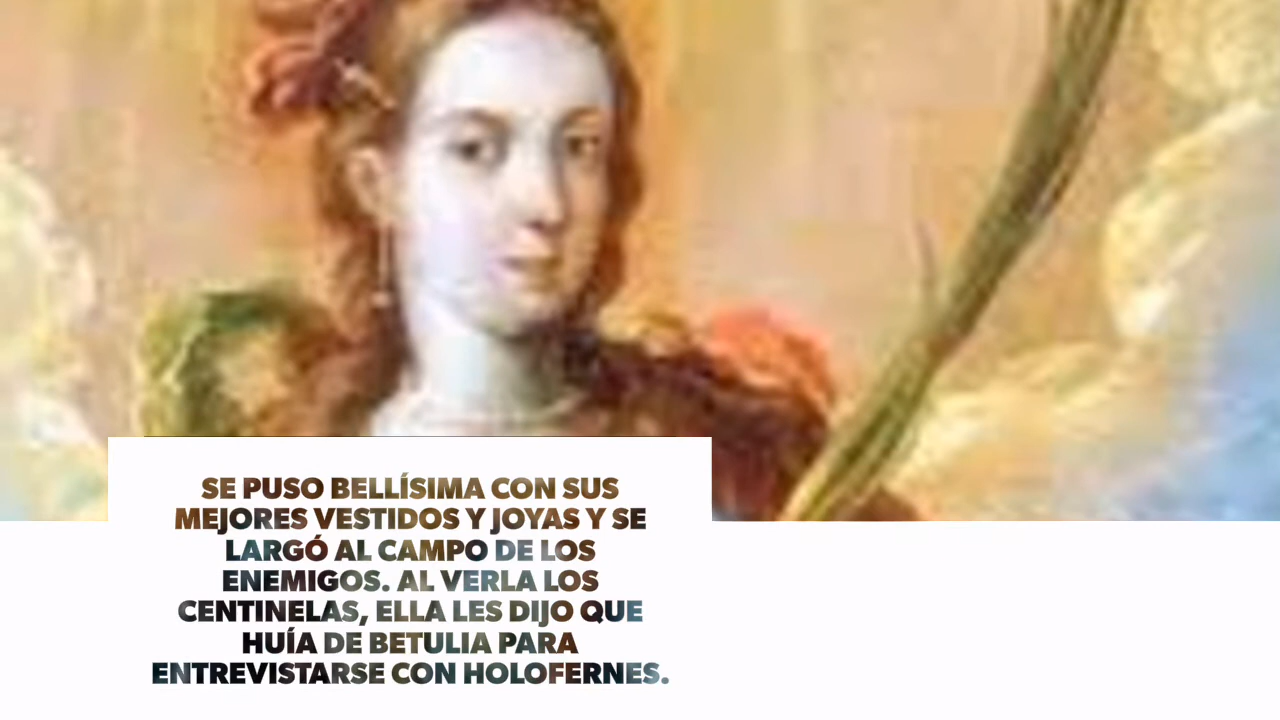 SE PUSO BELLÍSIMA CON SUS
MEJORES VESTIDOS Y JOYAS Y SE
LARGÓ AL CAMPO DE LOS
ENEMIGOS. AL VERLA LOS
CENTINELAS, ELLA LES DIJO QUE
HUÍA DE BETULIA PARA
ENTREVISTARSE CON HOLOFERNES.